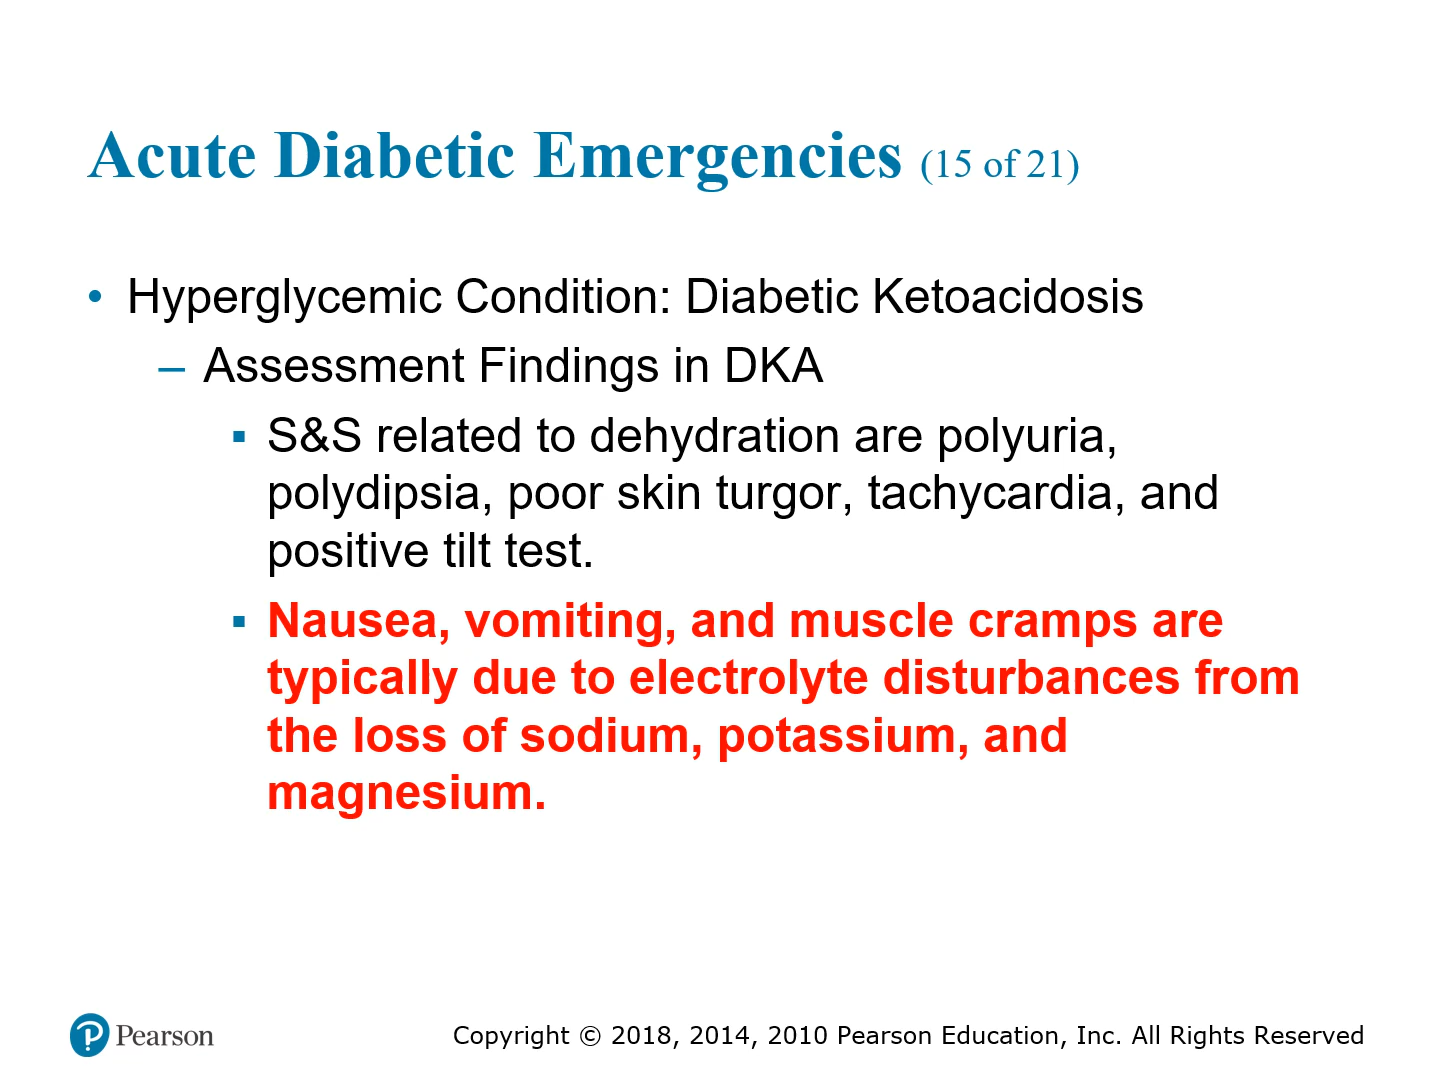 Acute Diabetic Emergencies (15 of 21)
• Hyperglycemic Condition: Diabetic Ketoacidosis
– Assessment Findings in DKA
▪ S&S related to dehydration are polyuria,
polydipsia, poor skin turgor, tachycardia, and
positive tilt test.
▪ Nausea, vomiting, and muscle cramps are
typically due to electrolyte disturbances from
the loss of sodium, potassium, and
magnesium.
Pearson
Copyright © 2018, 2014, 2010 Pearson Education, Inc. All Rights Reserved